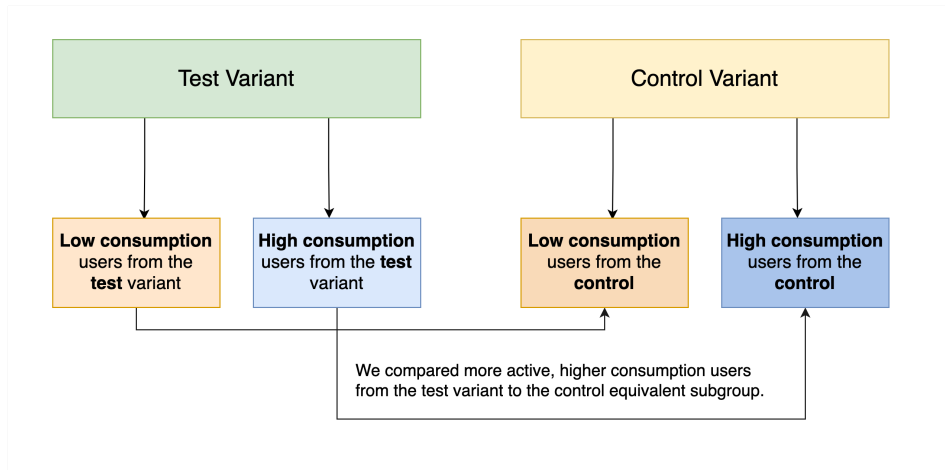 Test Variant
Control Variant
Low consumption
users from the
test variant
High consumption
users from the test
variant
Low consumption
users from the
control
High consumption
users from the
control
We compared more active, higher consumption users
from the test variant to the control equivalent subgroup.